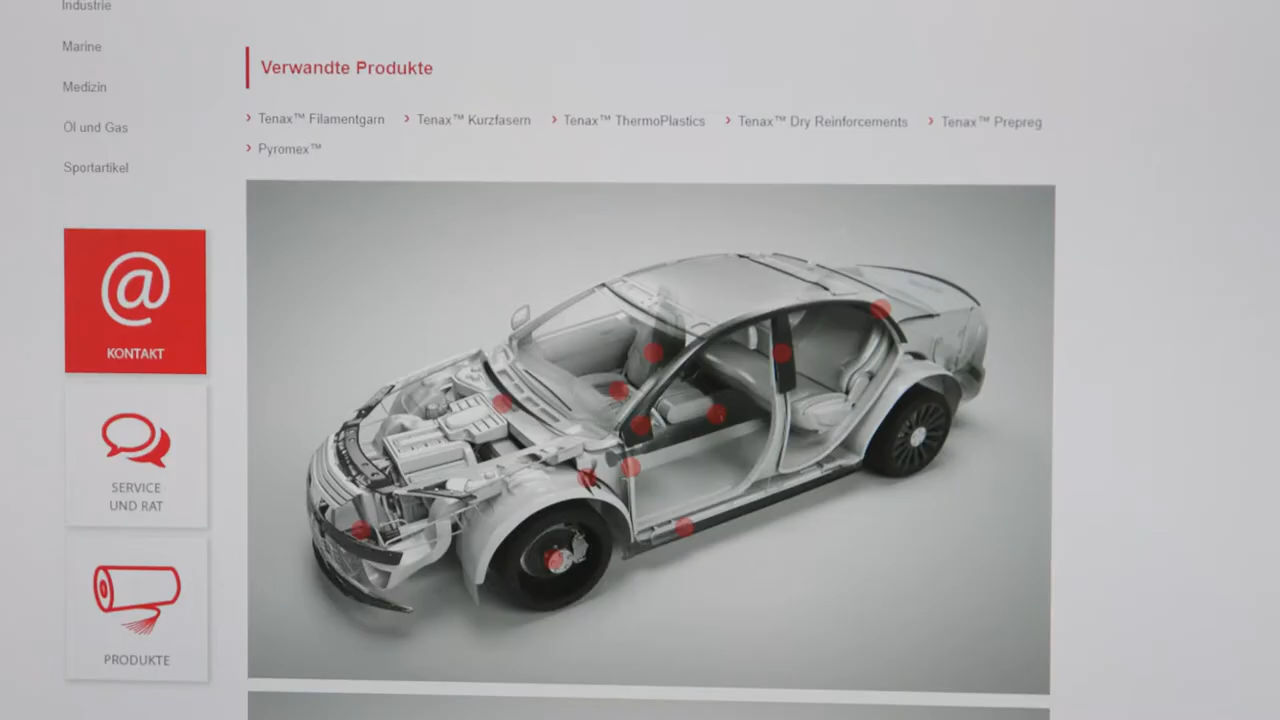 Industrie
Marine
Medizin
Öl und Gas
Sportartikel
@
KONTAKT
SERVICE
UND RAT
PRODUKTE
Verwandte Produkte
› Tenax™ Filamentgarn › Tenax™ Kurzfasern › Tenax™ ThermoPlastics › Tenax™ Dry Reinforcements › Tenax™ Prepreg
› Pyromex™